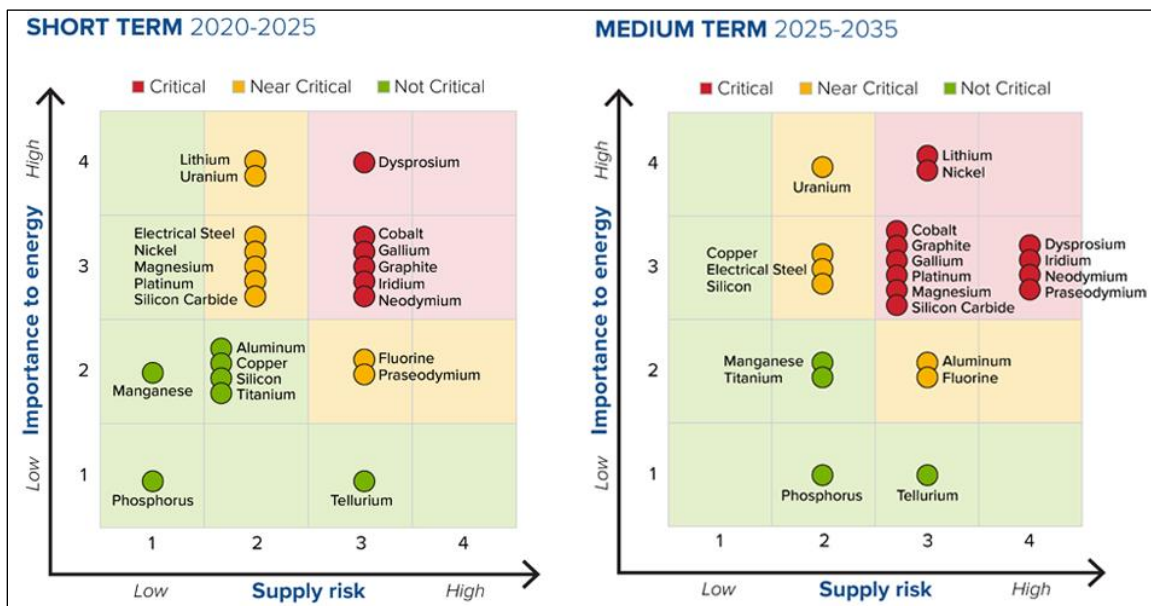 SHORT TERM 2020-2025
Critical Near Critical Not Critical
Importance to energy
High
Low
4
3
2
1
Lithium
Uranium
Dysprosium
Electrical Steel
Nickel
Magnesium
Platinum
Silicon Carbide
Cobalt
Gallium
Graphite
Iridium
Neodymium
Manganese
Aluminum
Copper
Silicon
Titanium
Fluorine
Praseodymium
Phosphorus
Tellurium
1 2 3 4
Low Supply risk High
MEDIUM TERM 2025-2035
Critical Near Critical Not Critical
Importance to energy
High
Low
4
3
2
1
Uranium
Lithium
Nickel
Copper
Electrical Steel
Silicon
Cobalt
Graphite
Gallium
Platinum
Magnesium
Silicon Carbide
Dysprosium
Iridium
Neodymium
Praseodymium
Manganese
Titanium
Aluminum
Fluorine
Phosphorus
Tellurium
1 2 3 4
Low Supply risk High